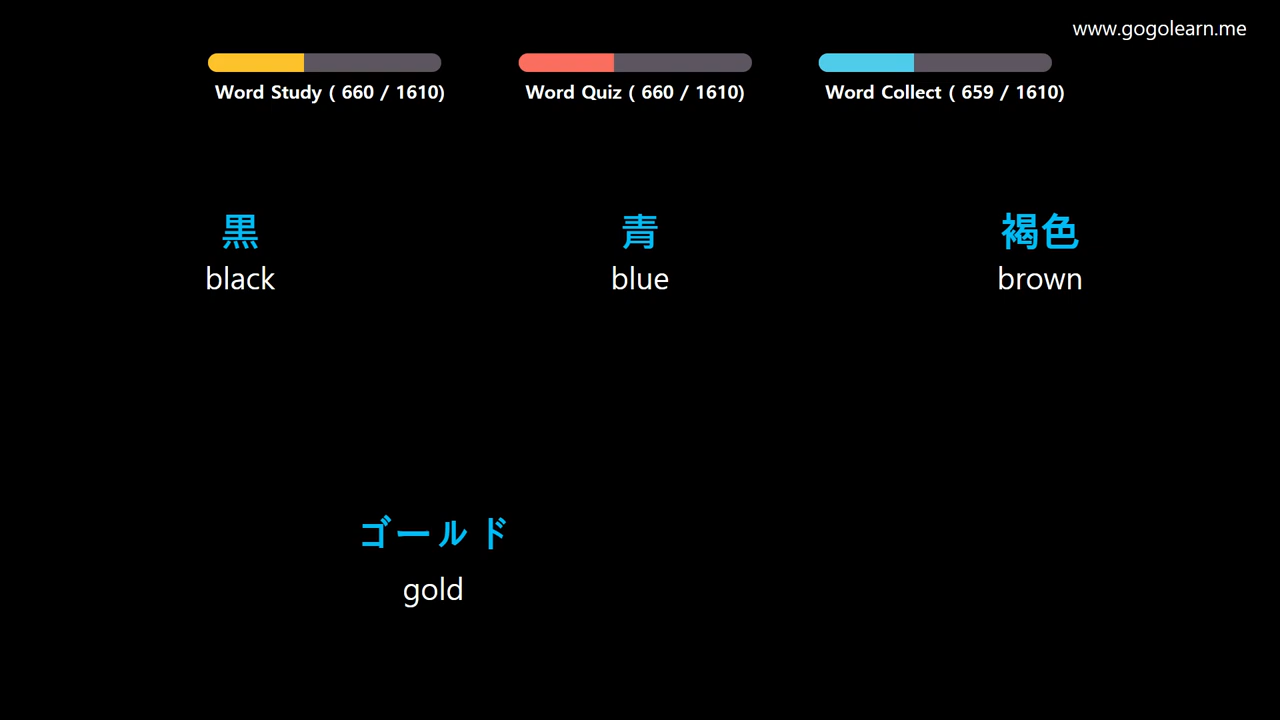 www.gogolearn.me
Word Study ( 660 / 1610)
Word Quiz ( 660 / 1610)
Word Collect ( 659 / 1610)
黒
black
青
blue
褐色
brown
ゴールド
gold